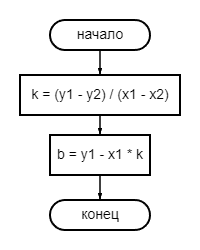 начало
k = (y1 - y2) / (x1 - x2)
b = y1 - x1 * k
конец